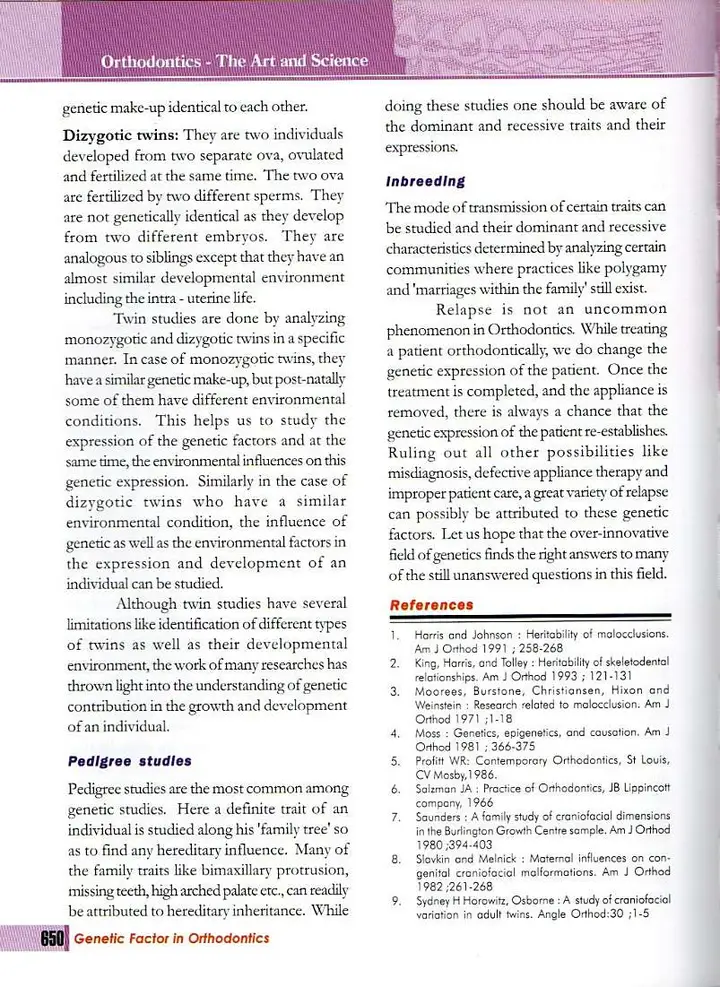 Orthodontics - The Art and Science
genetic make-up identical to each other.
Dizygotic twins: They are two individuals
developed from two separate ova, ovulated
and fertilized at the same time. The two ova
are fertilized by two different sperms. They
are not genetically identical as they develop
from two different embryos. They are
analogous to siblings except that they have an
almost similar developmental environment
including the intra - uterine life.
Twin studies are done by analyzing
monozygotic and dizygotic twins in a specific
manner. In case of monozygotic twins, they
have a similar genetic make-up, but post-natally
some of them have different environmental
conditions. This helps us to study the
expression of the genetic factors and at the
same time, the environmental influences on this
genetic expression. Similarly in the case of
dizygotic twins who have a similar
environmental condition, the influence of
genetic as well as the environmental factors in
the expression and development of an
individual can be studied.
Although twin studies have several
limitations like identification of different types
of twins as well as their developmental
environment, the work of many researches has
thrown light into the understanding of genetic
contribution in the growth and development
of an individual.
Pedigree studies
Pedigree studies are the most common among
genetic studies. Here a definite trait of an
individual is studied along his 'family tree' so
as to find any hereditary influence. Many of
the family traits like bimaxillary protrusion,
missing teeth, high arched palate etc., can readily
be attributed to hereditary inheritance. While
doing these studies one should be aware of
the dominant and recessive traits and their
expressions.
Inbreeding
The mode of transmission of certain traits can
be studied and their dominant and recessive
characteristics determined by analyzing certain
communities where practices like polygamy
and 'marriages within the family' still exist.
Relapse is not an uncommon
phenomenon in Orthodontics. While treating
a patient orthodontically, we do change the
genetic expression of the patient. Once the
treatment is completed, and the appliance is
removed, there is always a chance that the
genetic expression of the patient re-establishes.
Ruling out all other possibilities like
misdiagnosis, defective appliance therapy and
improper patient care, a great variety of relapse
can possibly be attributed to these genetic
factors. Let us hope that the over-innovative
field of genetics finds the right answers to many
of the still unanswered questions in this field.
References
1. Harris and Johnson : Heritability of malocclusions.
Am J Orthod 1991 ; 258-268
2. King, Harris, and Tolley : Heritability of skeletodental
relationships. Am J Orthod 1993 ; 121-131
3. Moorees, Burstone, Christiansen, Hixon and
Weinstein : Research related to malocclusion. Am J
Orthod 1971 ;1-18
4. Moss : Genetics, epigenetics, and causation. Am J
Orthod 1981 ; 366-375
5. Profitt WR: Contemporary Orthodontics, St Louis,
CV Mosby,1986.
6. Salzman JA : Practice of Orthodontics, JB Lippincott
company, 1966
7. Saunders : A family study of craniofacial dimensions
in the Burlington Growth Centre sample. Am J Orthod
1980 ;394-403
8. Slavkin and Melnick : Maternal influences on con-
genital craniofacial malformations. Am J Orthod
1982 ;261-268
9. Sydney H Horowitz, Osborne : A study of craniofacial
variation in adult twins. Angle Orthod:30 ;1-5
650 Genetic Factor in Orthodontics